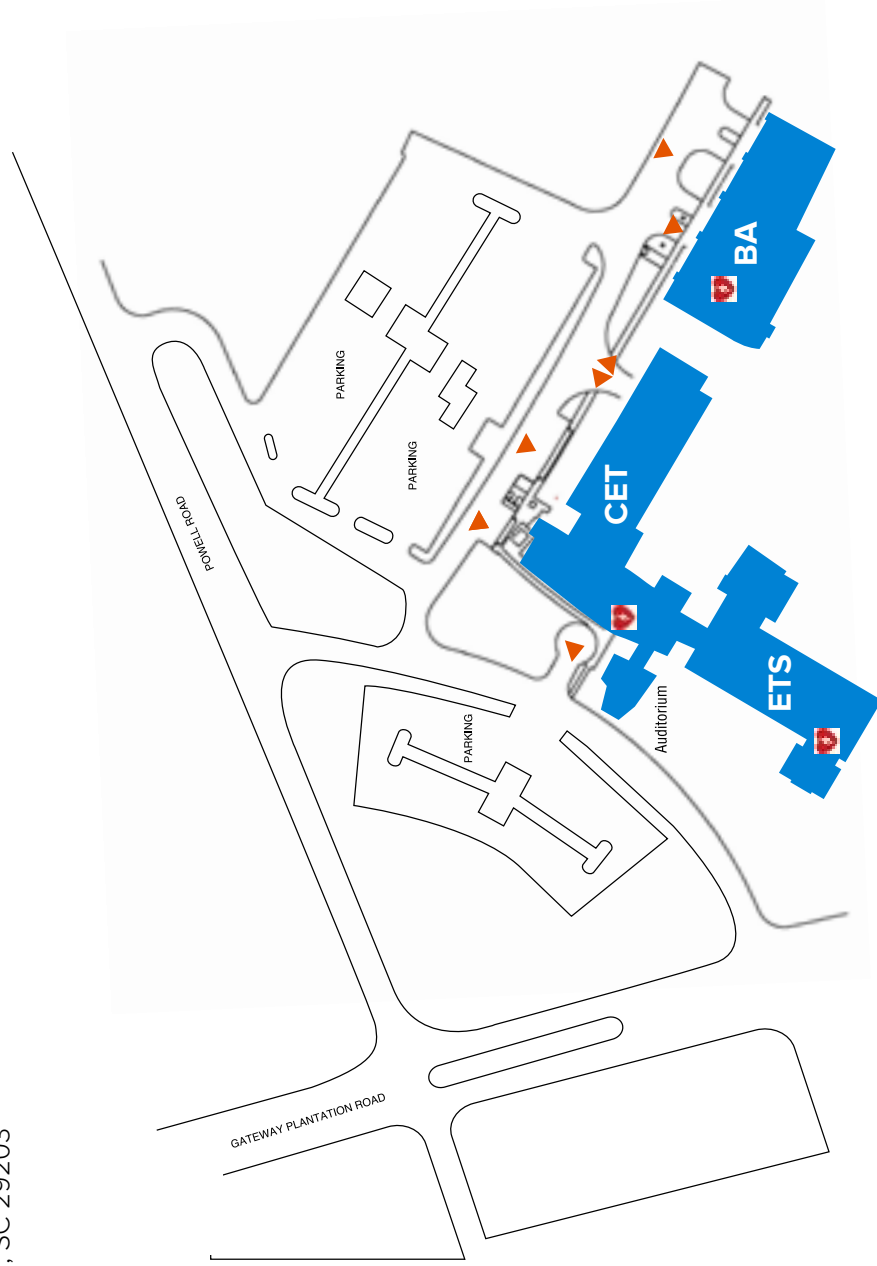 , SC 29203
POWELL ROAD
PARKING
PARKING
BA
CET
PARKING
ETS
Auditorium
GATEWAY PLANTATION ROAD